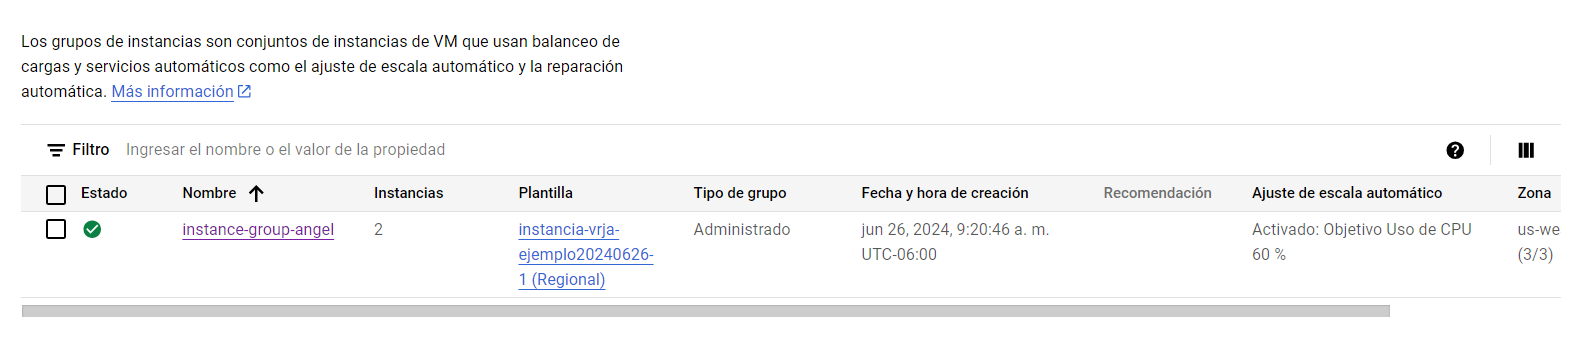 Los grupos de instancias son conjuntos de instancias de VM que usan balanceo de
cargas y servicios automáticos como el ajuste de escala automático y la reparación
automática. Más información
Filtro Ingresar el nombre o el valor de la propiedad
Estado Nombre Instancias Plantilla Tipo de grupo Fecha y hora de creación Recomendación Ajuste de escala automático Zona
instance-group-angel 2 instancia-vrja- Administrado jun 26, 2024, 9:20:46 a. m. Activado: Objetivo Uso de CPU us-we
ejemplo20240626- UTC-06:00 60 % (3/3)
1 (Regional)